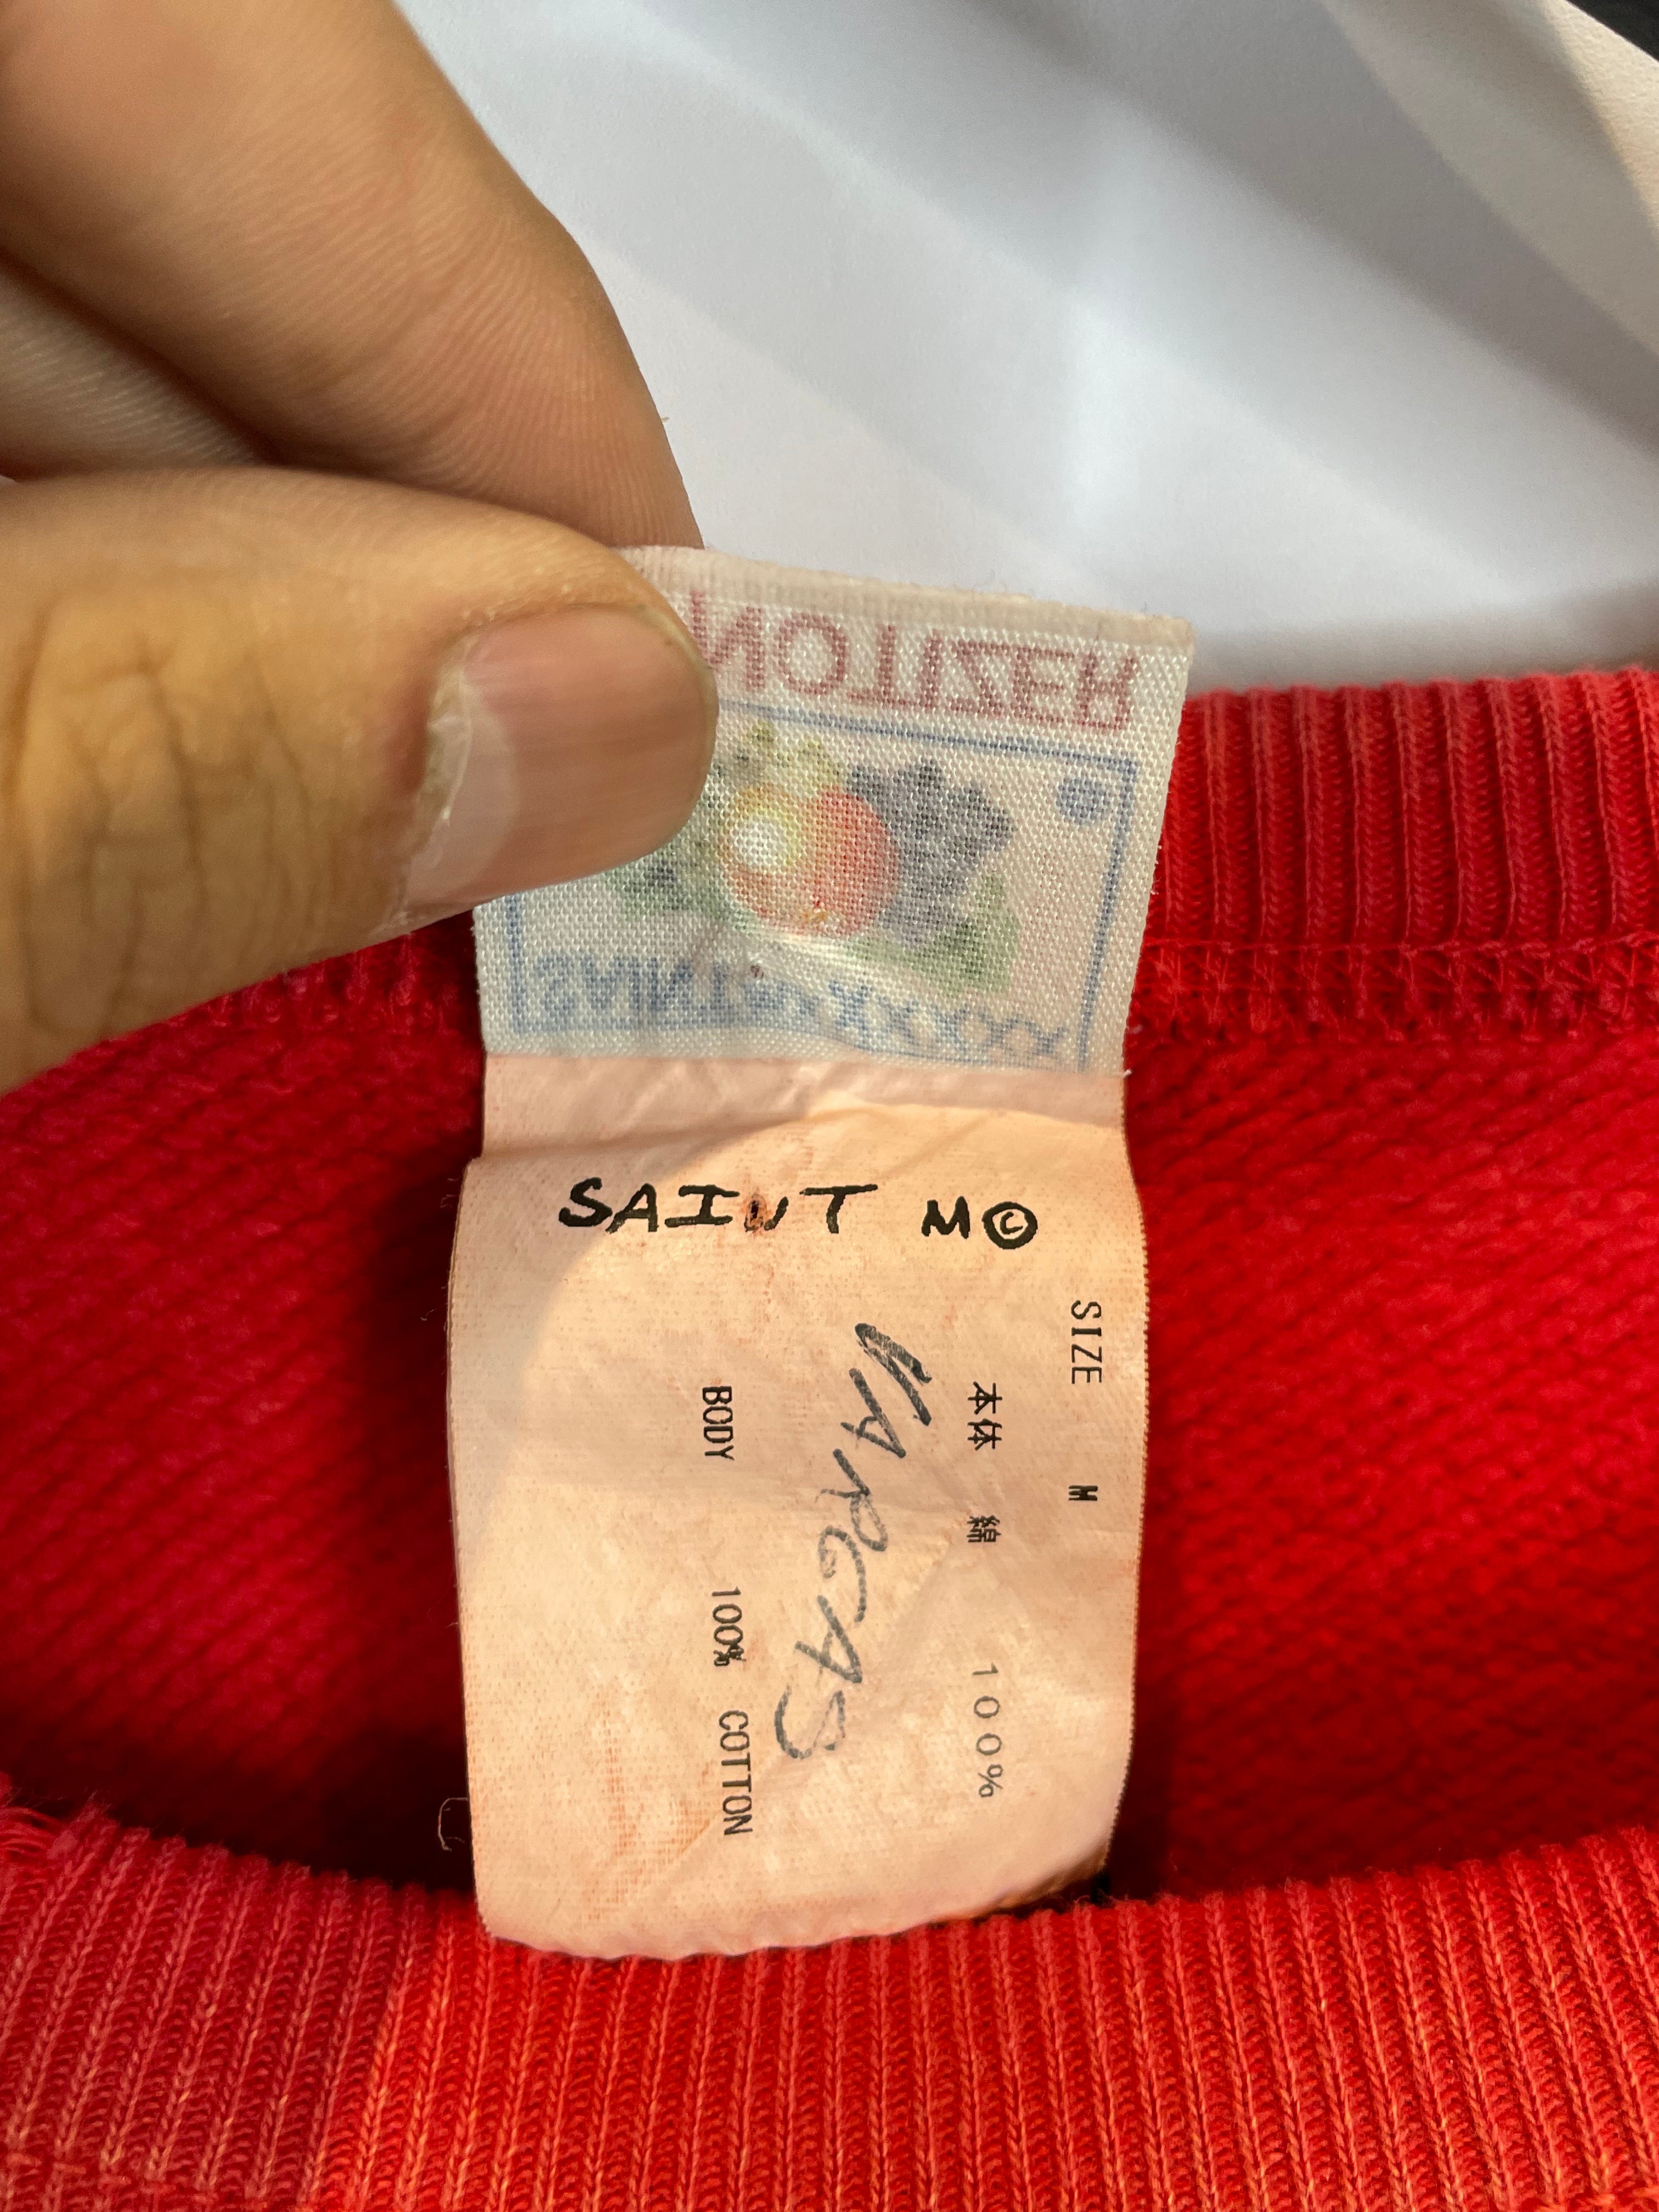 SAINT M©
SIZE M
本体 綿 100%
VARGAS
BODY 100% COTTON